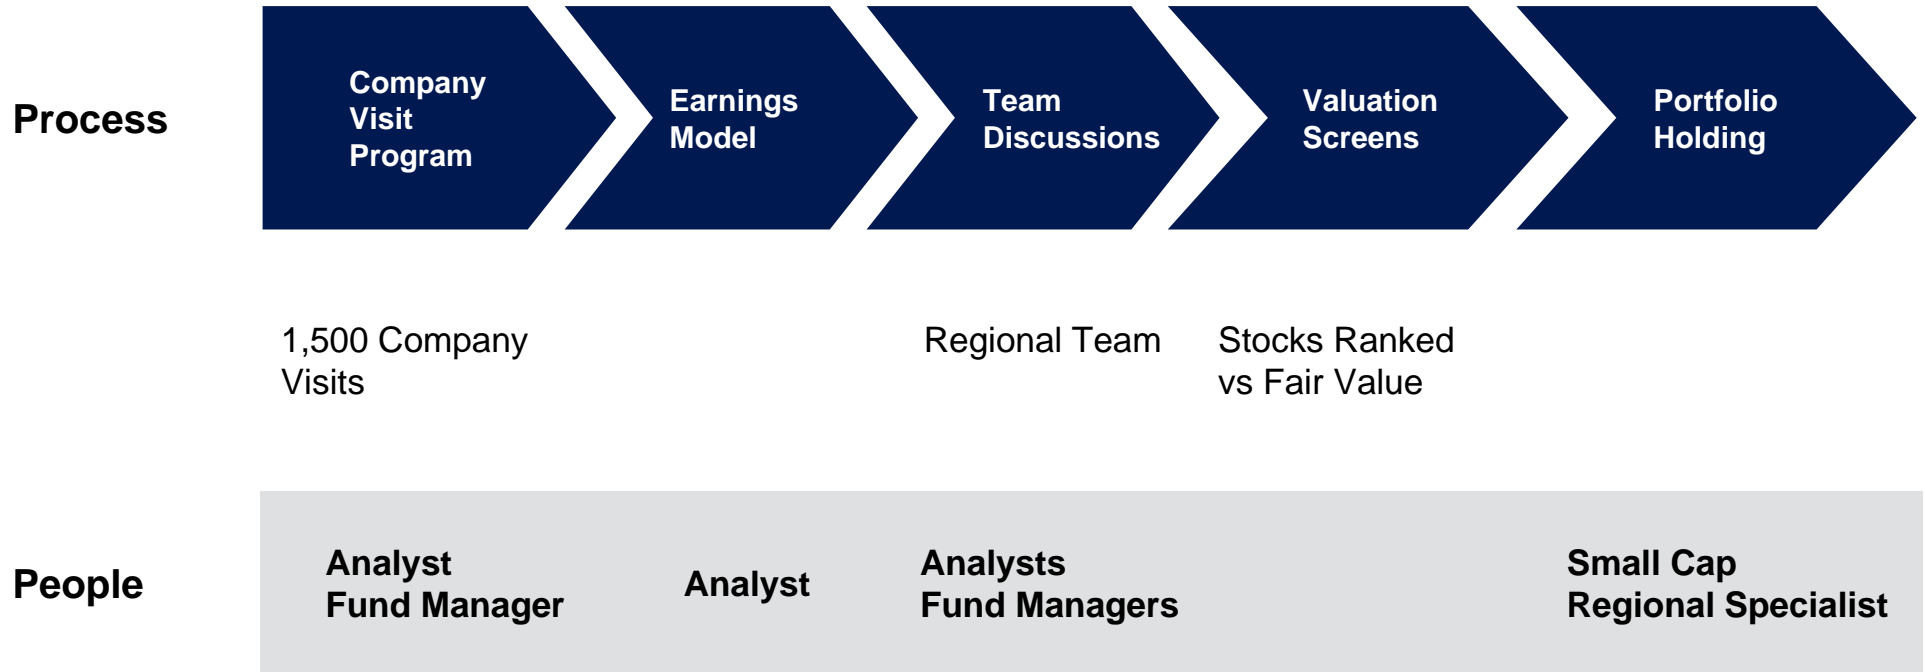 Process
Company
Visit
Program
Earnings
Model
Team
Discussions
Valuation
Screens
Portfolio
Holding
1,500 Company
Visits
Regional Team
Stocks Ranked
vs Fair Value
People
Analyst
Fund Manager
Analyst
Analysts
Fund Managers
Small Cap
Regional Specialist